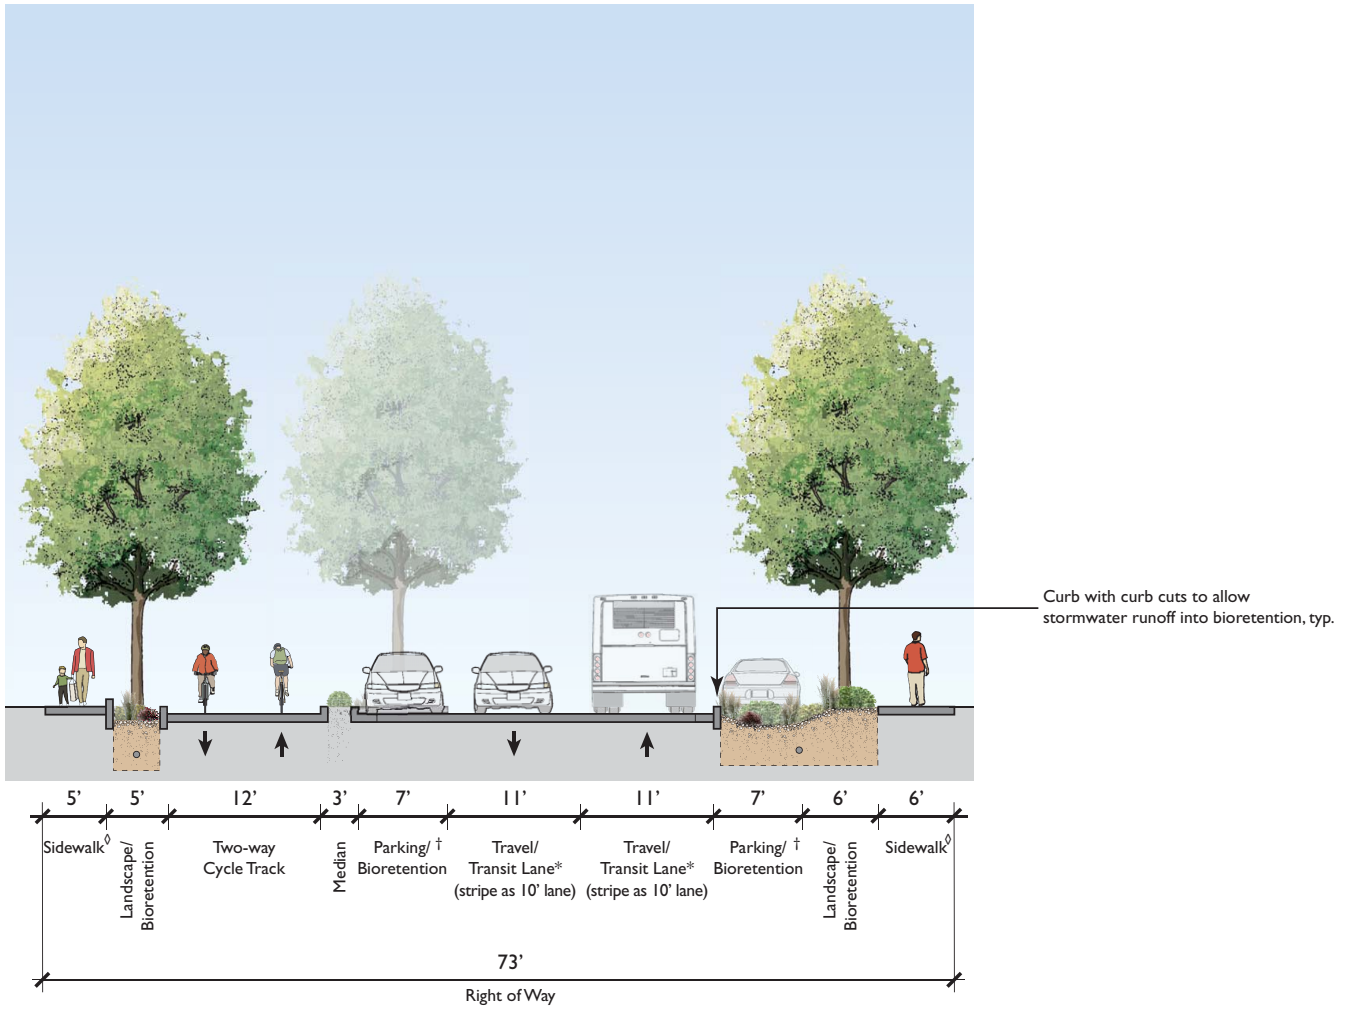 Curb with curb cuts to allow
stormwater runoff into bioretention, typ.
5’ 5’ 12’ 3’ 7’ 11’ 11’ 7’ 6’ 6’
Sidewalk◊
Landscape/
Bioretention
Two-way
Cycle Track
Median
Parking/ †
Bioretention
Travel/
Transit Lane*
(stripe as 10’ lane)
Travel/
Transit Lane*
(stripe as 10’ lane)
Parking/ †
Bioretention
Landscape/
Bioretention
Sidewalk◊
73’
Right of Way